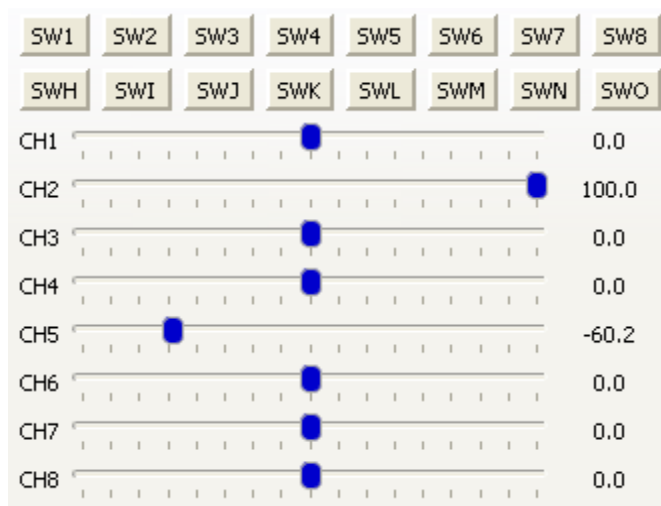 SW1 SW2 SW3 SW4 SW5 SW6 SW7 SW8
SWH SWI SWJ SWK SWL SWM SWN SWO
CH1 0.0
CH2 100.0
CH3 0.0
CH4 0.0
CH5 -60.2
CH6 0.0
CH7 0.0
CH8 0.0